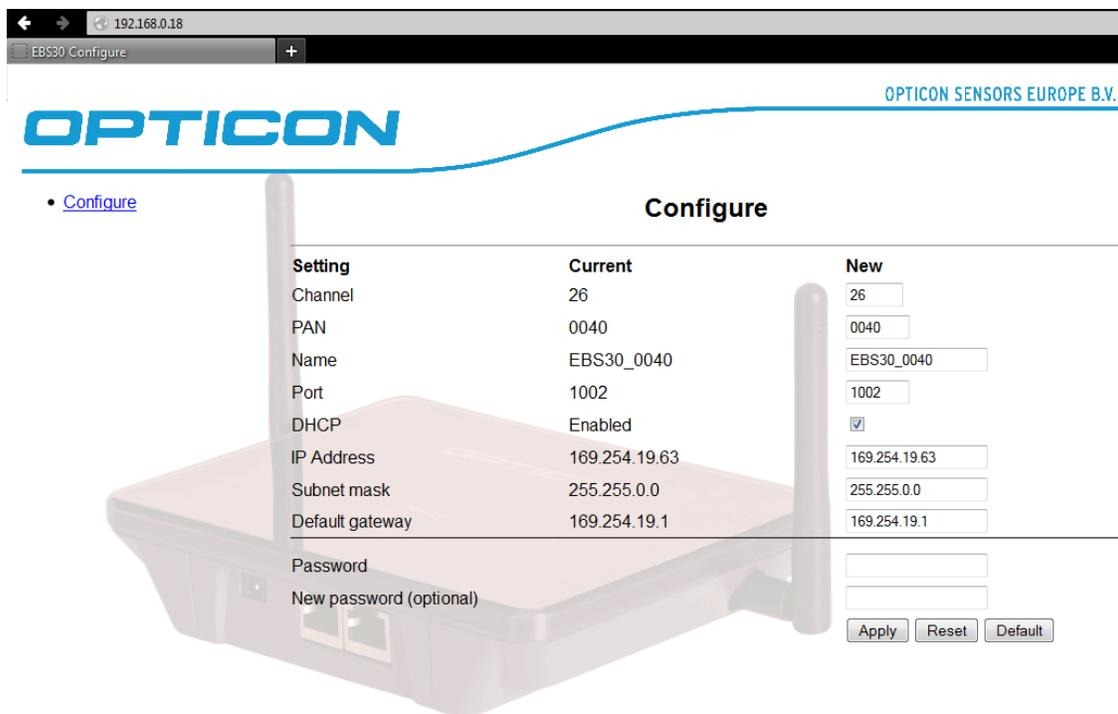 192.168.0.18
EBS30 Configure
+
OPTICON SENSORS EUROPE B.V.
OPTICON
• Configure
Configure
Setting Current New
Channel 26 26
PAN 0040 0040
Name EBS30_0040 EBS30_0040
Port 1002 1002
DHCP Enabled
IP Address 169.254.19.63 169.254.19.63
Subnet mask 255.255.0.0 255.255.0.0
Default gateway 169.254.19.1 169.254.19.1
Password
New password (optional)
Apply Reset Default